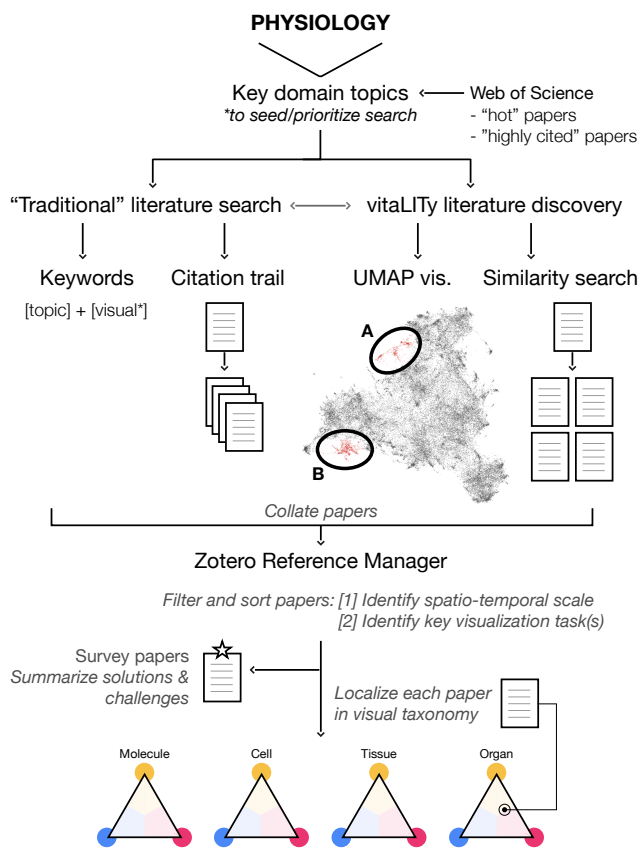 PHYSIOLOGY
Key domain topics
*to seed/prioritize search
Web of Science
- “hot” papers
- ”highly cited” papers
“Traditional” literature search
vitaLITy literature discovery
Keywords
Citation trail
UMAP vis.
Similarity search
[topic] + [visual*]
A
B
Collate papers
Zotero Reference Manager
Filter and sort papers: [1] Identify spatio-temporal scale
[2] Identify key visualization task(s)
Survey papers
Summarize solutions &
challenges
Localize each paper
in visual taxonomy
Molecule
Cell
Tissue
Organ